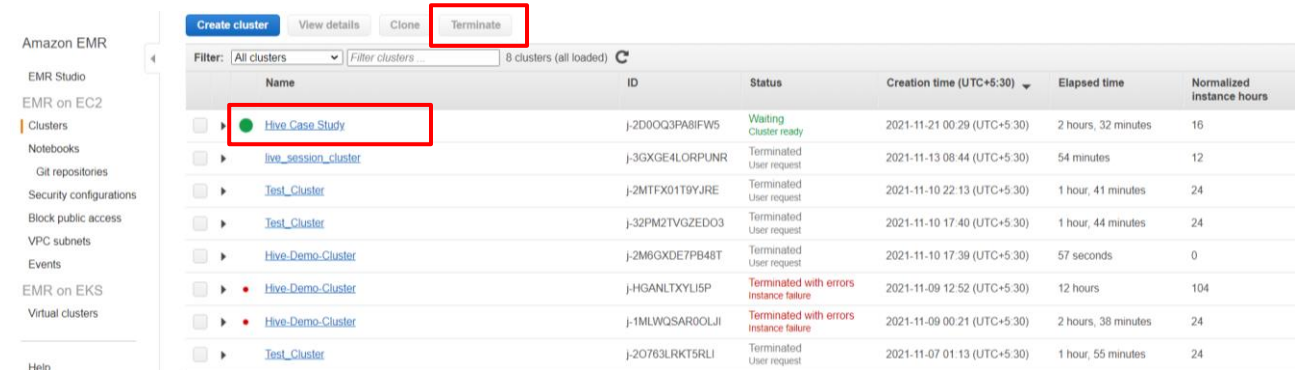 Create cluster View details Clone Terminate
Amazon EMR
Filter: All clusters Filter clusters ... 8 clusters (all loaded)
EMR Studio
Name ID Status Creation time (UTC+5:30) Elapsed time Normalized instance hours
EMR on EC2
Clusters
Notebooks
Git repositories
Security configurations
Block public access
VPC subnets
Events
EMR on EKS
Virtual clusters
Help
Hive Case Study j-2D0OQ3PA8IFW5 Waiting 2021-11-21 00:29 (UTC+5:30) 2 hours, 32 minutes 16
Cluster ready
live_session_cluster j-3GXGE4LORPUNR Terminated 2021-11-13 08:44 (UTC+5:30) 54 minutes 12
User request
Test_Cluster j-2MTFX01T9YJRE Terminated 2021-11-10 22:13 (UTC+5:30) 1 hour, 41 minutes 24
User request
Test_Cluster j-32PM2TVGZEDO3 Terminated 2021-11-10 17:40 (UTC+5:30) 1 hour, 44 minutes 24
User request
Hive-Demo-Cluster j-2M6GXDE7PB48T Terminated 2021-11-10 17:39 (UTC+5:30) 57 seconds 0
User request
Hive-Demo-Cluster j-HGANLTXYLI5P Terminated with errors 2021-11-09 12:52 (UTC+5:30) 12 hours 104
Instance failure
Hive-Demo-Cluster j-1MLWQSAR0OLJI Terminated with errors 2021-11-09 00:21 (UTC+5:30) 2 hours, 38 minutes 24
Instance failure
Test_Cluster j-2O763LRKT5RLI Terminated 2021-11-07 01:13 (UTC+5:30) 1 hour, 55 minutes 24
User request